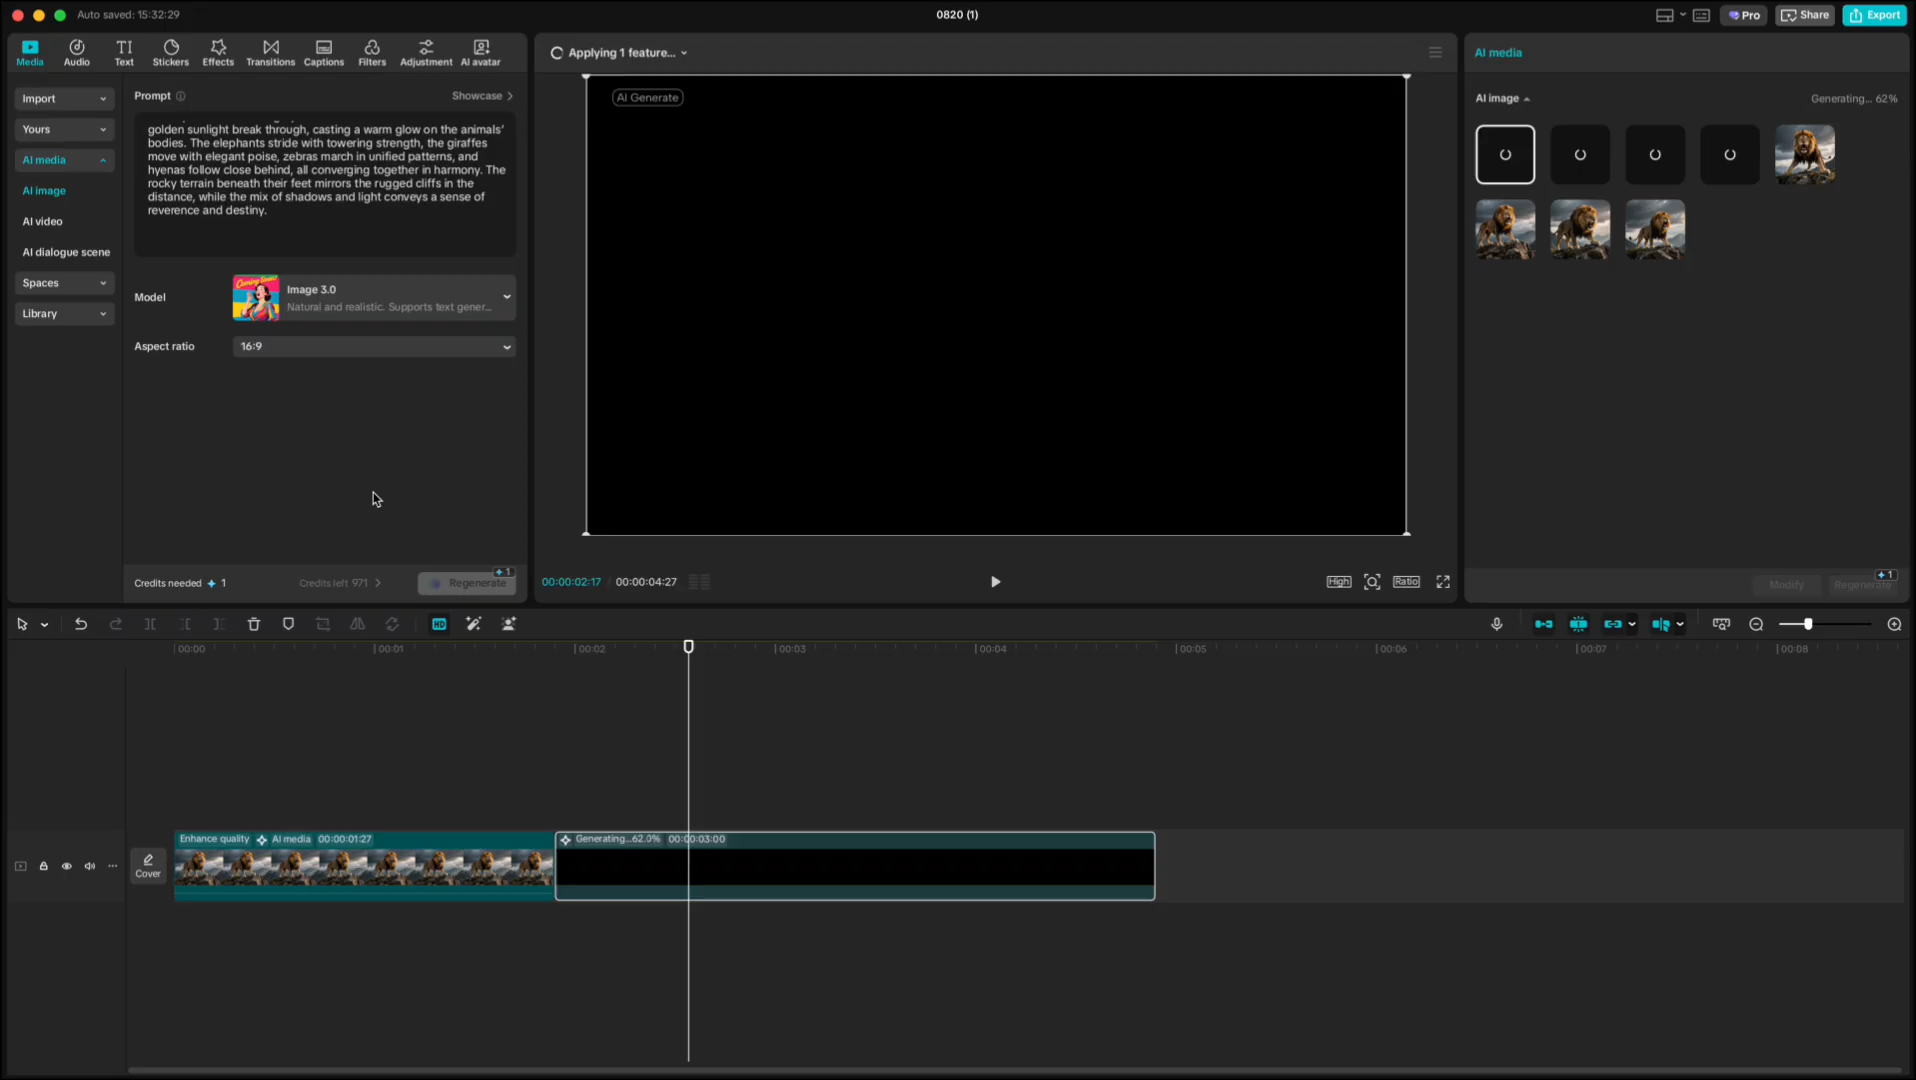 Auto saved: 15:32:29
0820 (1)
Pro
Share
Export
Media
Audio
TI
Text
Stickers
Effects
Transitions
Captions
Filters
Adjustment
AI avatar
Import
Yours
AI media
AI image
AI video
AI dialogue scene
Spaces
Library
Prompt
Showcase
golden sunlight break through, casting a warm glow on the animals'
bodies. The elephants stride with towering strength, the giraffes
move with elegant poise, zebras march in unified patterns, and
hyenas follow close behind, all converging together in harmony. The
rocky terrain beneath their feet mirrors the rugged cliffs in the
distance, while the mix of shadows and light conveys a sense of
reverence and destiny.
Model
Image 3.0
Natural and realistic. Supports text gener...
Aspect ratio
16:9
Credits needed 1
Credits left 971
1
Regenerate
Applying 1 feature...
AI Generate
00:00:02:17 / 00:00:04:27
High
Ratio
AI media
AI image
Generating... 62%
Modify
1
Regenerate
HD
00:00
00:01
00:02
00:03
00:04
00:05
00:06
00:07
00:08
Cover
Enhance quality AI media 00:00:01:27
Generating...62.0% 00:00:03:00